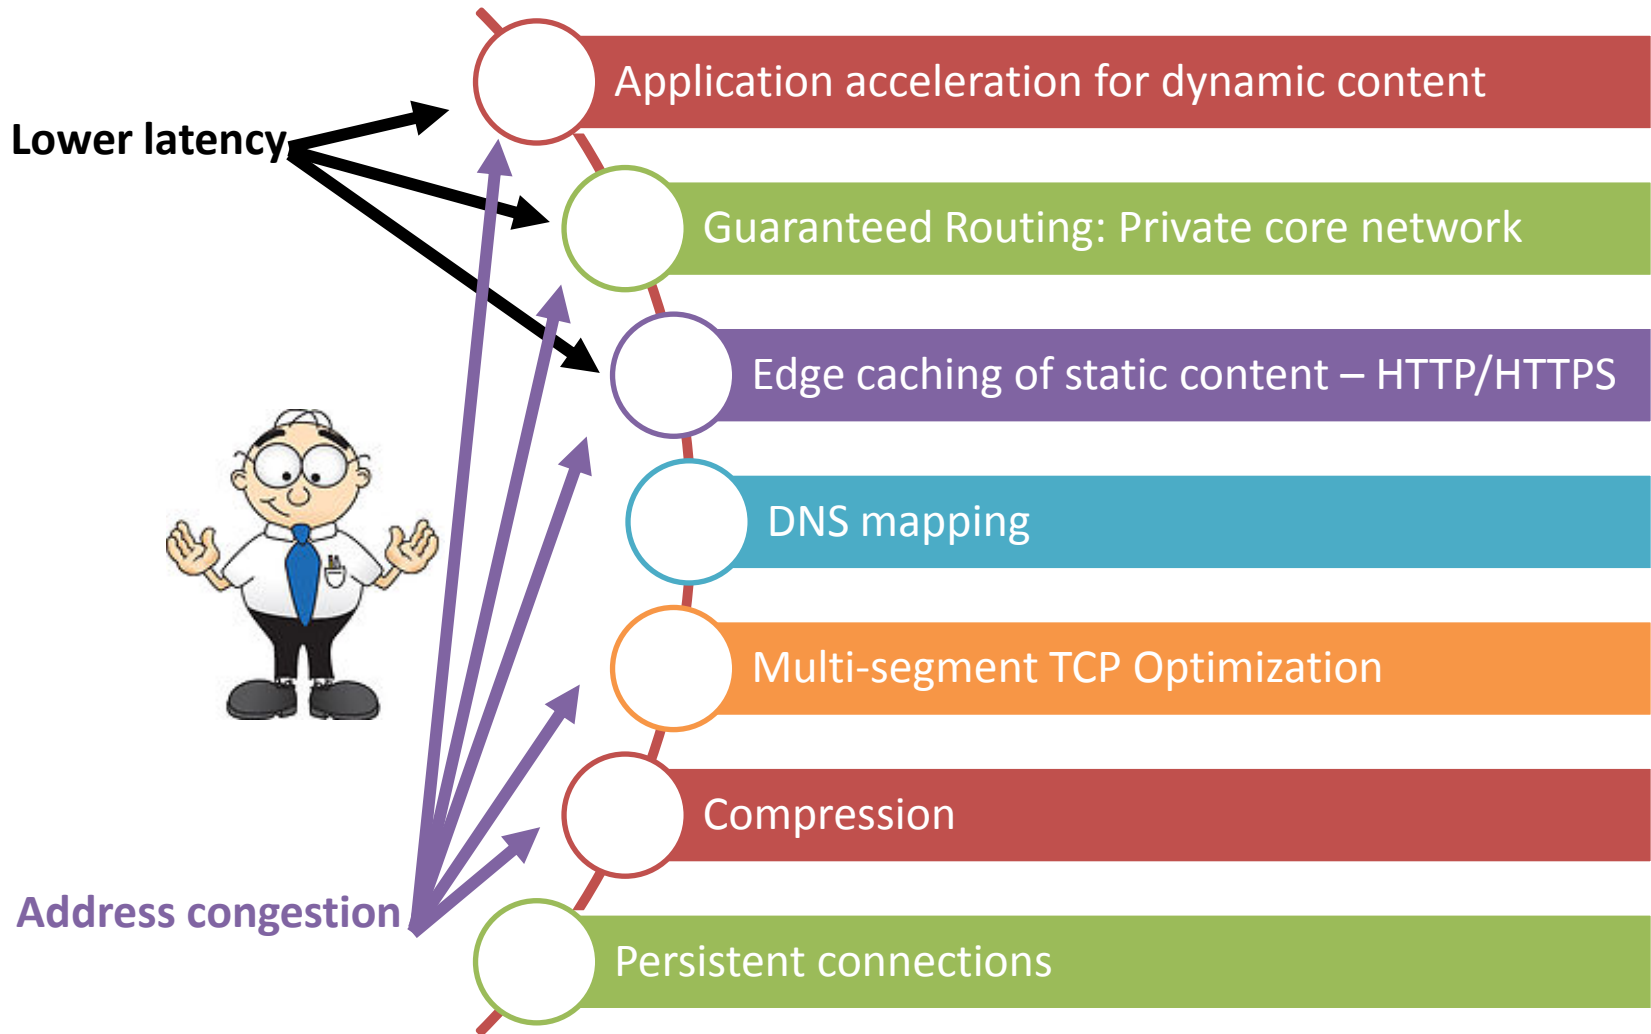 Application acceleration for dynamic content
Lower latency
Guaranteed Routing: Private core network
Edge caching of static content – HTTP/HTTPS
DNS mapping
Multi-segment TCP Optimization
Compression
Address congestion
Persistent connections